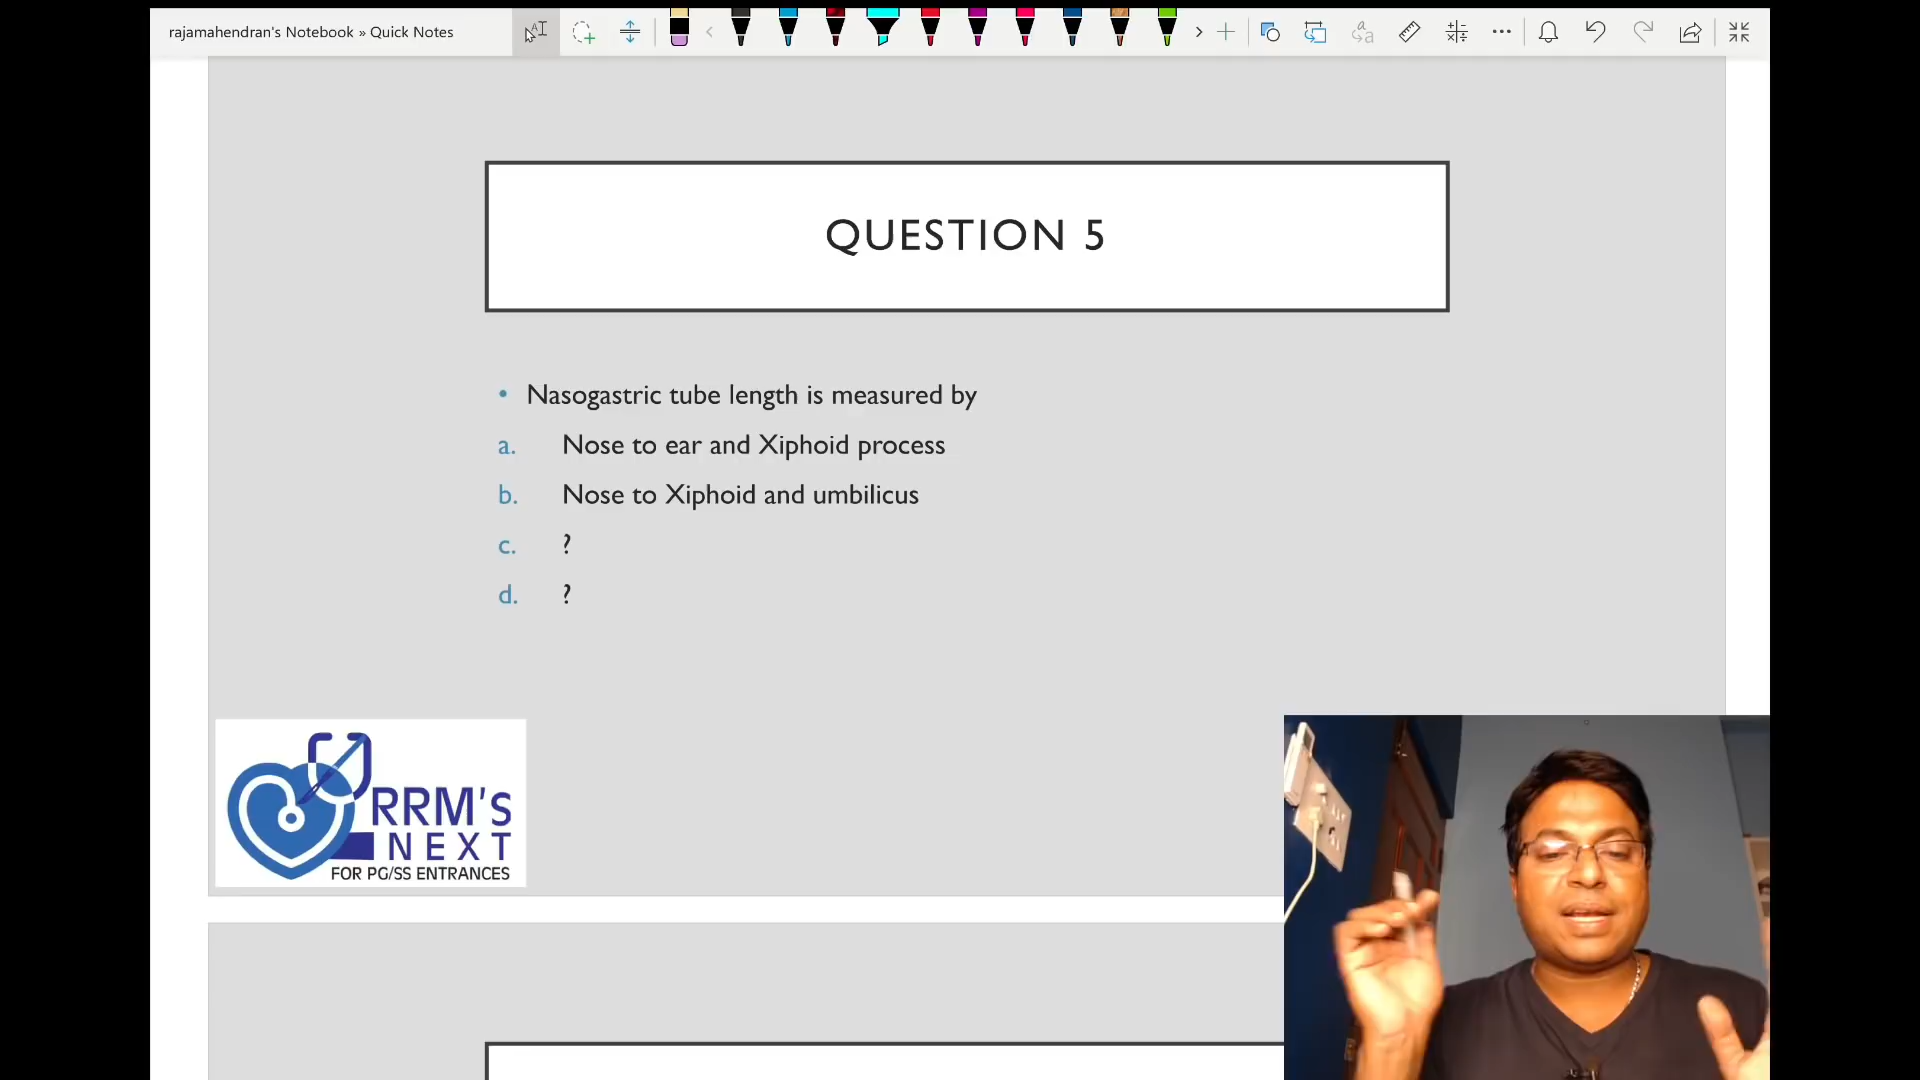 rajamahendran's Notebook » Quick Notes
QUESTION 5
• Nasogastric tube length is measured by
a. Nose to ear and Xiphoid process
b. Nose to Xiphoid and umbilicus
c. ?
d. ?
RRM'S
NEXT
FOR PG/SS ENTRANCES